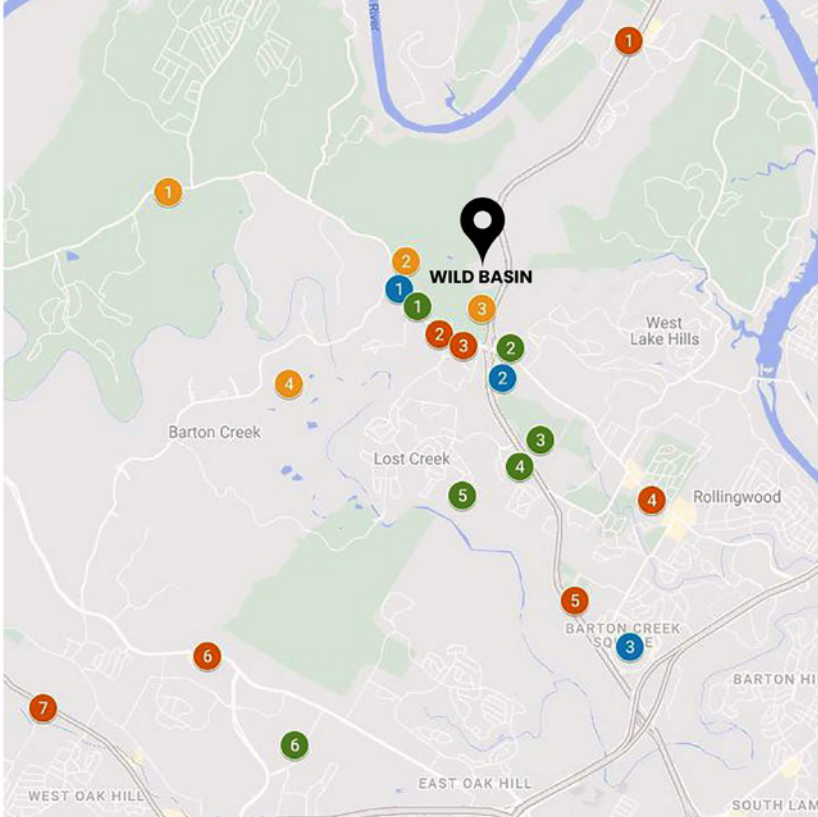 River
1
1
2
WILD BASIN
1
1
3
2
3
2
West
Lake Hills
2
4
Barton Creek
3
Lost Creek
4
5
4
Rollingwood
5
BARTON CREEK
3
6
BARTON HI
7
6
EAST OAK HILL
WEST OAK HILL
SOUTH LAM